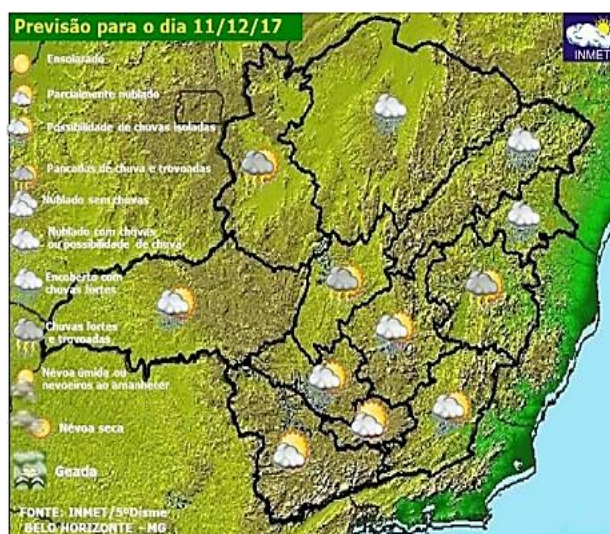 Previsão para o dia 11/12/17
INMET
Ensolarado
Parcialmente nublado
Possibilidade de chuvas isoladas
Pancadas de chuva e trovoadas
Nublado sem chuvas
Nublado com chuvas
ou possibilidade de chuva
Encoberto com
chuvas fortes
Chuvas fortes
e trovoadas
Névoa úmida ou
nevoeiros ao amanhecer
Névoa seca
Geada
FONTE: INMET/5ºDisme
BELO HORIZONTE - MG